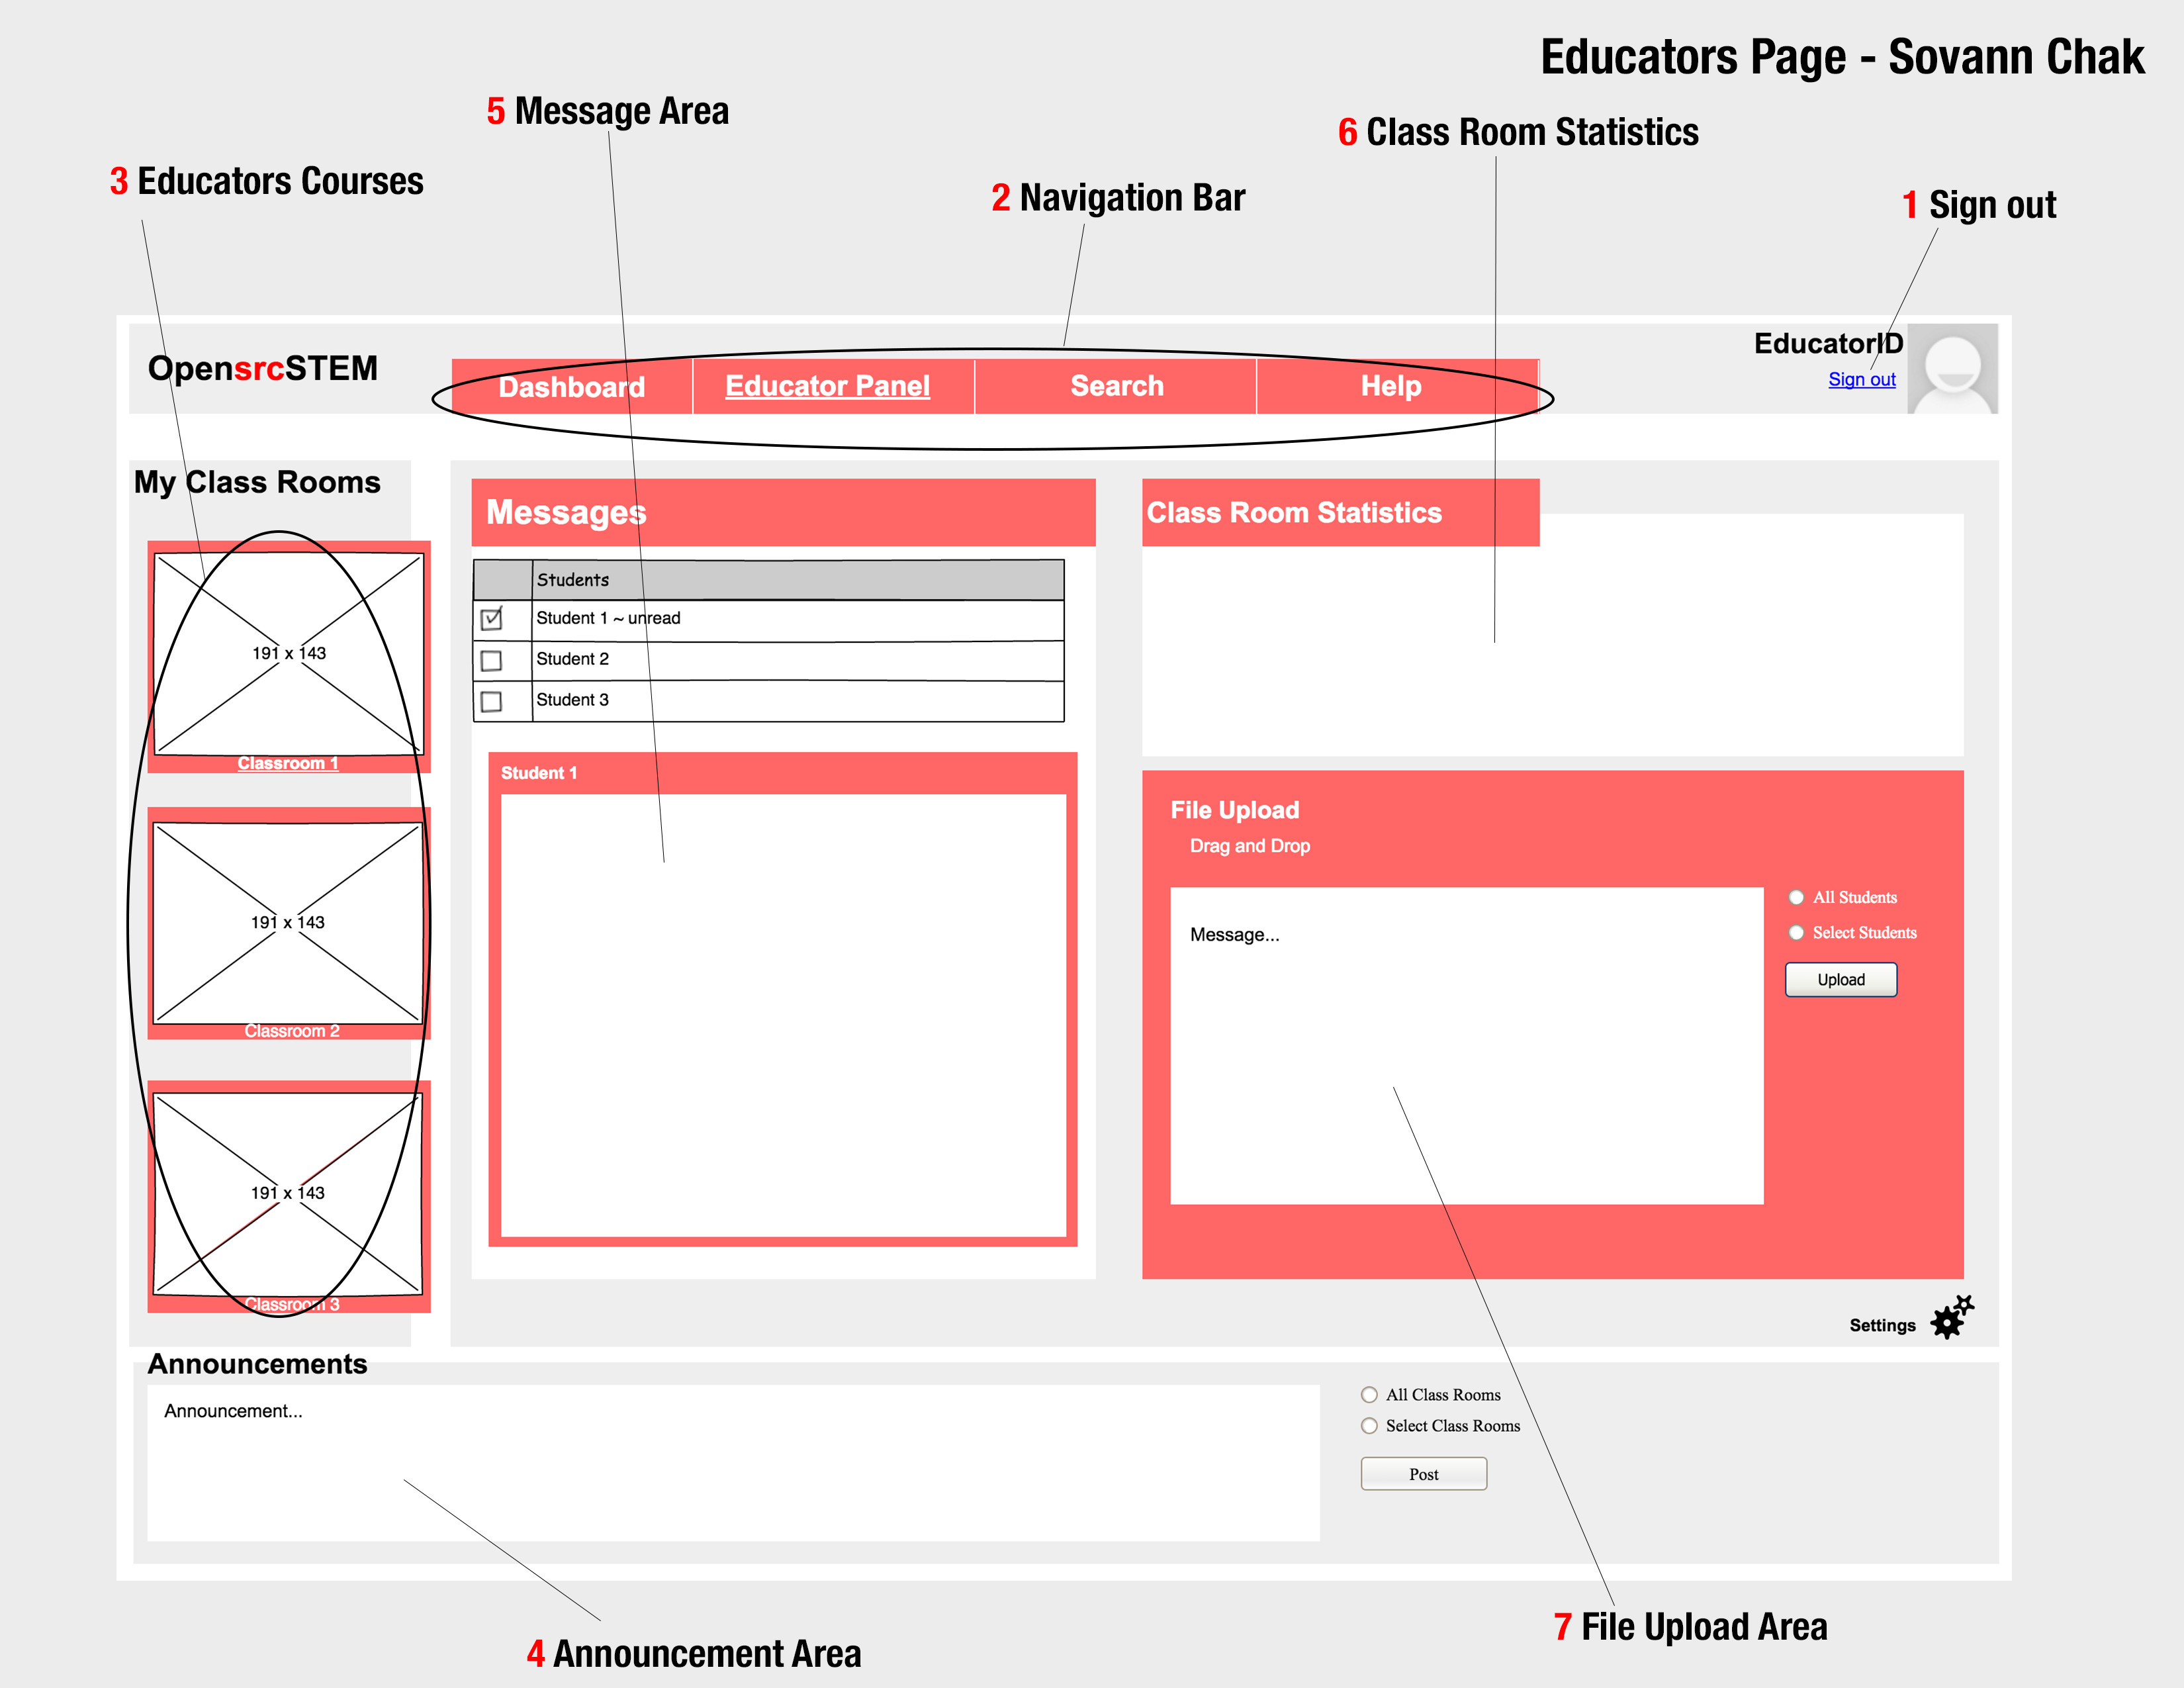 Educators Page - Sovann Chak
5 Message Area
6 Class Room Statistics
3 Educators Courses
2 Navigation Bar
1 Sign out
OpensrcSTEM
Dashboard
Educator Panel
Search
Help
EducatorID
Sign out
My Class Rooms
191 x 143
Classroom 1
191 x 143
Classroom 2
191 x 143
Classroom 3
Messages
Students
Student 1 ~ unread
Student 2
Student 3
Student 1
Class Room Statistics
File Upload
Drag and Drop
Message...
All Students
Select Students
Upload
Settings
Announcements
Announcement...
All Class Rooms
Select Class Rooms
Post
4 Announcement Area
7 File Upload Area